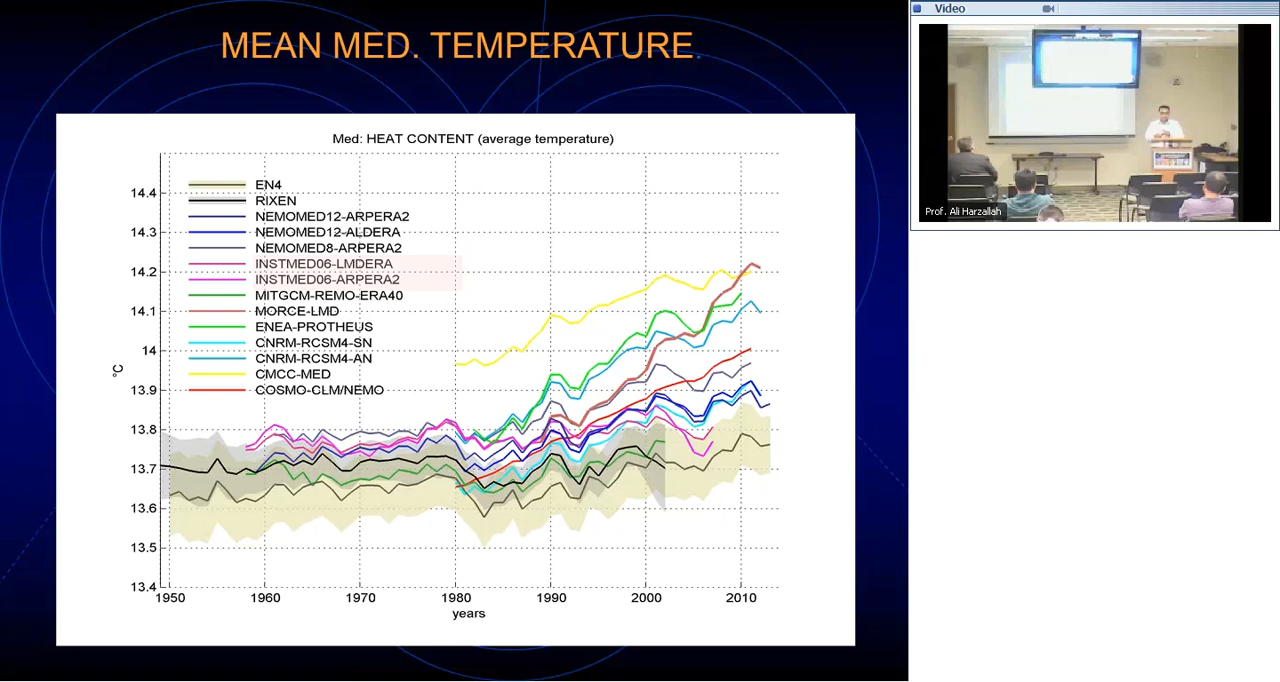 MEAN MED. TEMPERATURE.
Med: HEAT CONTENT (average temperature)
EN4
RIXEN
NEMOMED12-ARPERA2
NEMOMED12-ALDERA
NEMOMED8-ARPERA2
INSTMED06-LMDERA
INSTMED06-ARPERA2
MITGCM-REMO-ERA40
MORCE-LMD
ENEA-PROTHEUS
CNRM-RCSM4-SN
CNRM-RCSM4-AN
CMCC-MED
COSMO-CLM/NEMO
14.4
14.3
14.2
14.1
14
13.9
13.8
13.7
13.6
13.5
13.4
°C
1950 1960 1970 1980 1990 2000 2010
years
Video
Prof. Ali Harzallah